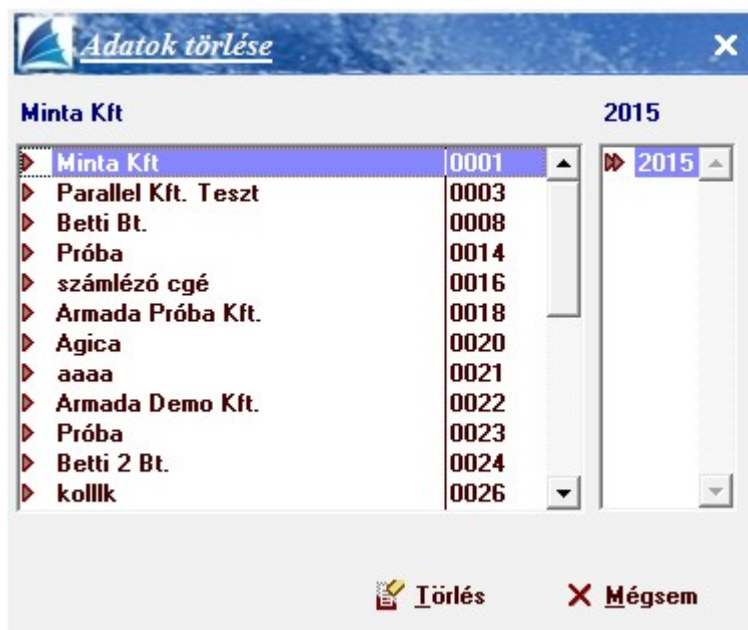 Adatok törlése
Minta Kft 2015
Minta Kft 0001 2015
Parallel Kft. Teszt 0003
Betti Bt. 0008
Próba 0014
számlézó cgé 0016
Armada Próba Kft. 0018
Agica 0020
aaaa 0021
Armada Demo Kft. 0022
Próba 0023
Betti 2 Bt. 0024
kolllk 0026
Törlés Mégsem